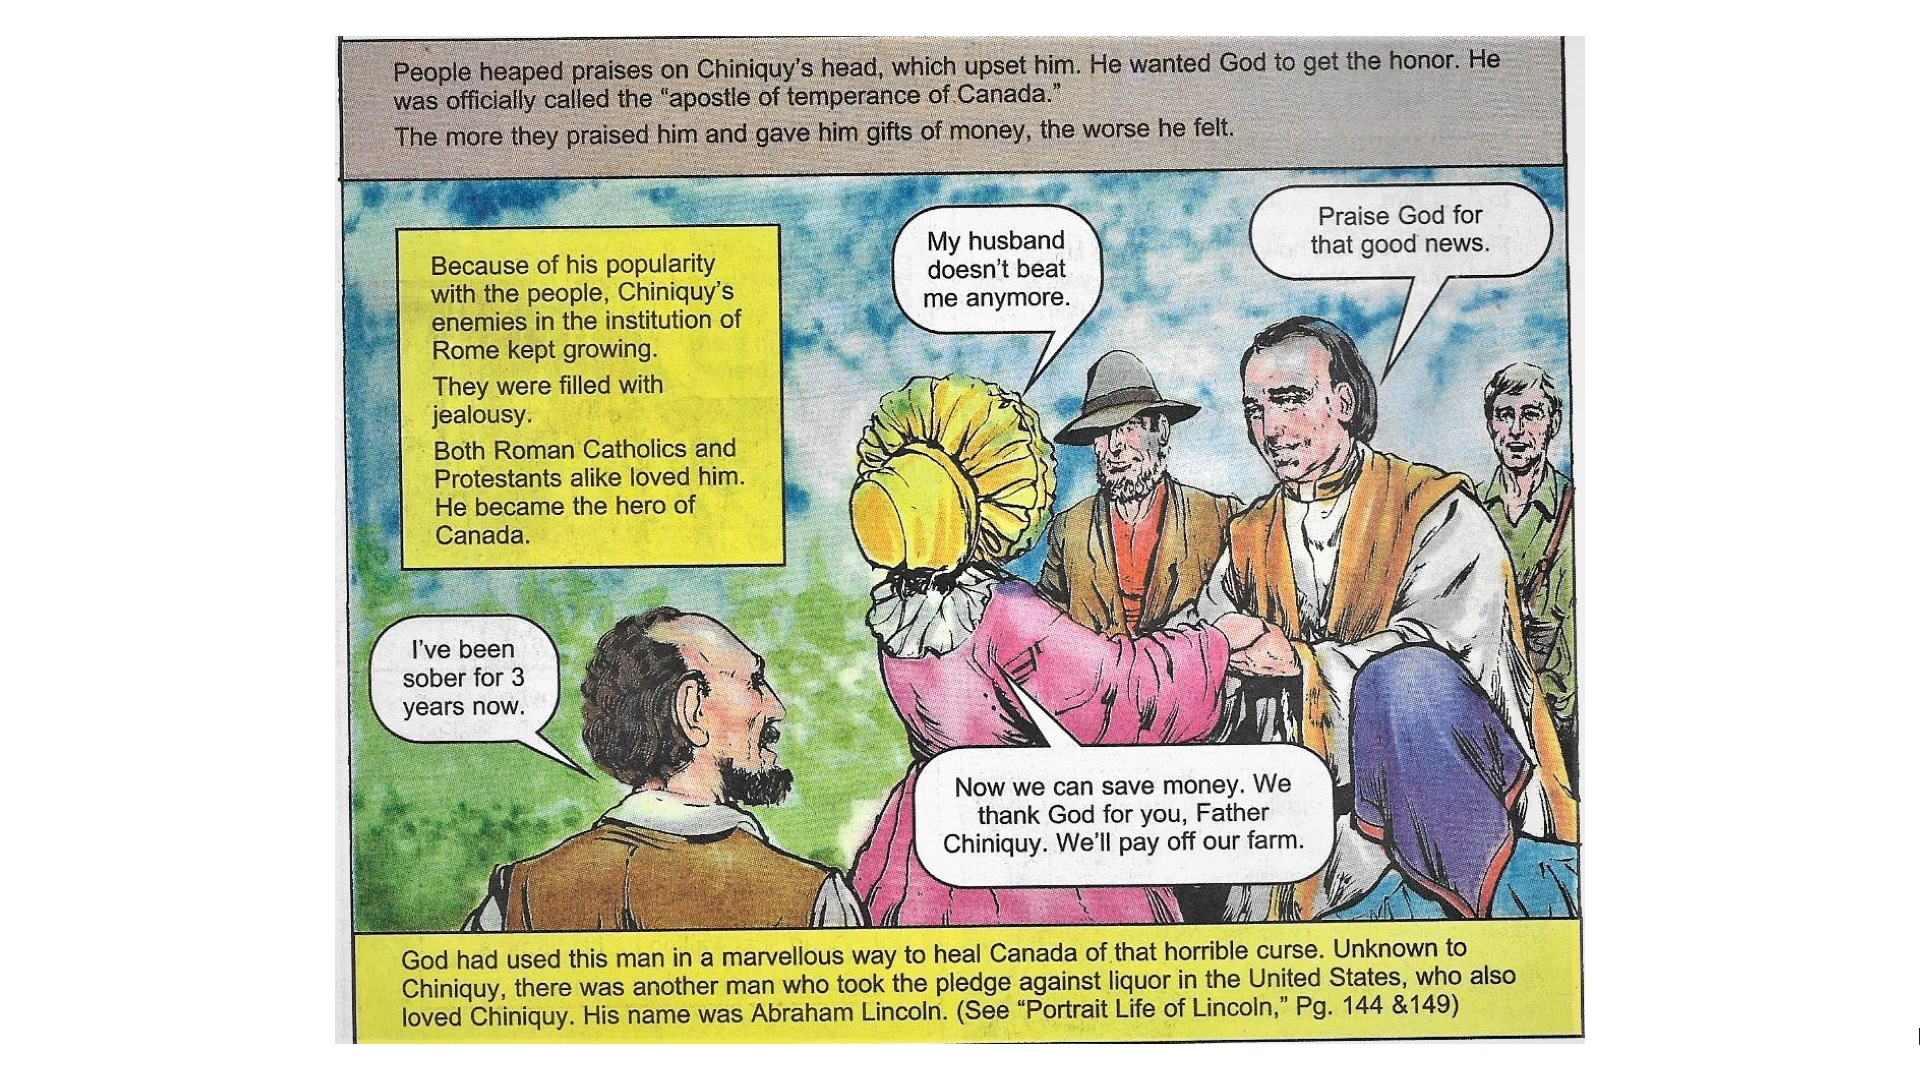 People heaped praises on Chiniquy's head, which upset him. He wanted God to get the honor. He
was officially called the “apostle of temperance of Canada.”
The more they praised him and gave him gifts of money, the worse he felt.
Because of his popularity
with the people, Chiniquy's
enemies in the institution of
Rome kept growing.
They were filled with
jealousy.
Both Roman Catholics and
Protestants alike loved him.
He became the hero of
Canada.
My husband
doesn't beat
me anymore.
Praise God for
that good news.
I've been
sober for 3
years now.
Now we can save money. We
thank God for you, Father
Chiniquy. We'll pay off our farm.
God had used this man in a marvellous way to heal Canada of that horrible curse. Unknown to
Chiniquy, there was another man who took the pledge against liquor in the United States, who also
loved Chiniquy. His name was Abraham Lincoln. (See “Portrait Life of Lincoln,” Pg. 144 &149)